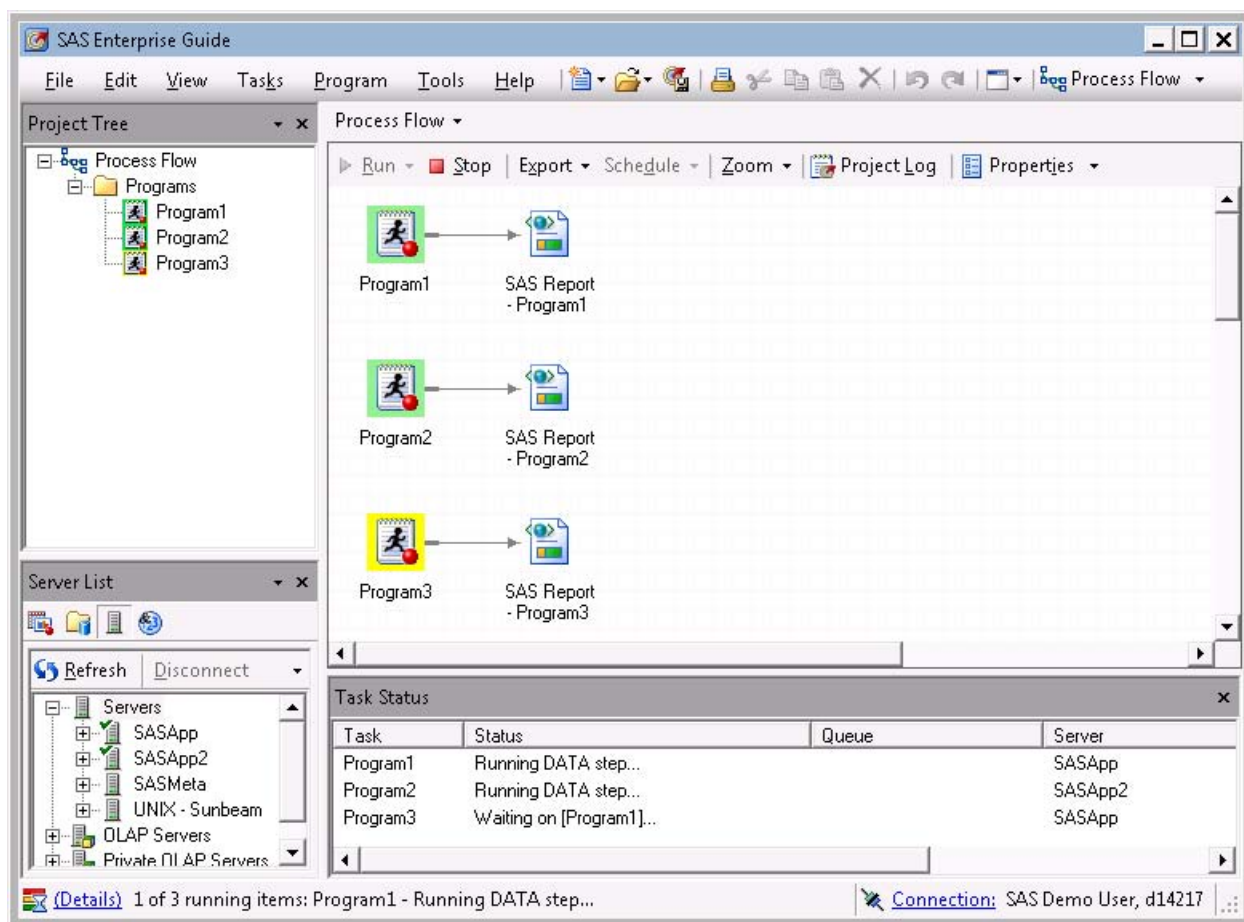 SAS Enterprise Guide
File Edit View Tasks Program Tools Help Process Flow
Project Tree
Process Flow
Programs
Program1
Program2
Program3
Process Flow
Run Stop Export Schedule Zoom Project Log Properties
Program1
SAS Report
- Program1
Program2
SAS Report
- Program2
Program3
SAS Report
- Program3
Server List
Refresh Disconnect
Servers
SASApp
SASApp2
SASMeta
UNIX - Sunbeam
OLAP Servers
Private OLAP Servers
Task Status
Task Status Queue Server
Program1 Running DATA step... SASApp
Program2 Running DATA step... SASApp2
Program3 Waiting on [Program1]... SASApp
(Details) 1 of 3 running items: Program1 - Running DATA step... Connection: SAS Demo User, d14217